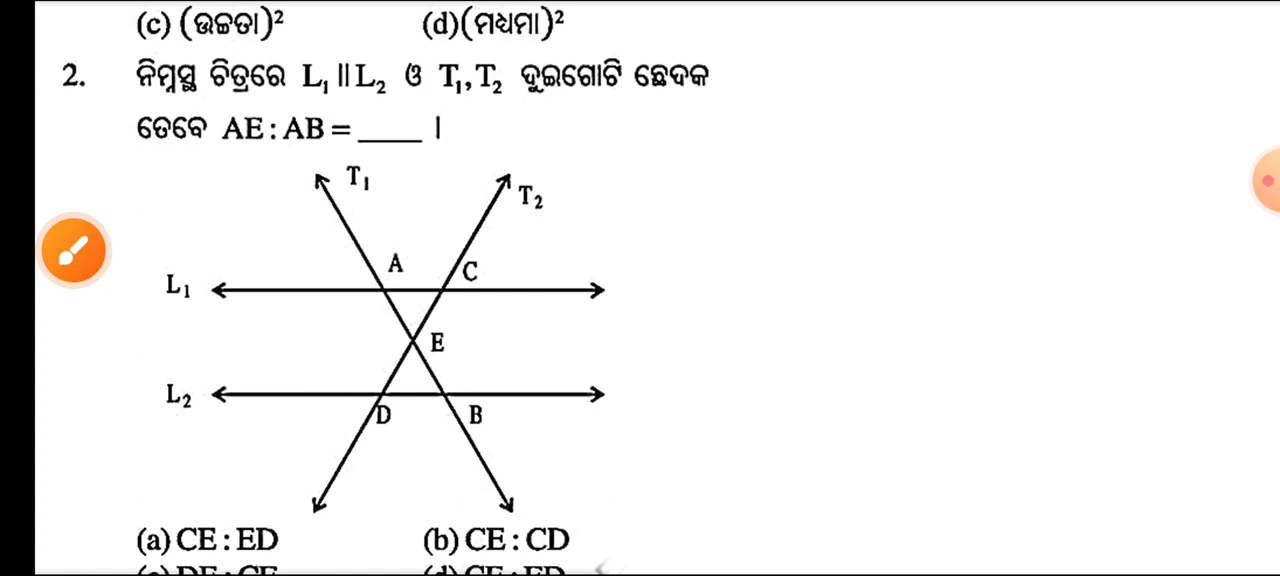 (c) (ଉଚ୍ଚତା)² (d)(ମଧ୍ୟମା)²
2. ନିମ୍ନସ୍ଥ ଚିତ୍ରରେ L₁ || L₂ ଓ T₁, T₂ ଦୁଇଗୋଟି ଛେଦକ
ତେବେ AE : AB = ____ ।
T₁
T₂
A
C
L₁
E
L₂
D
B
(a) CE : ED (b) CE : CD